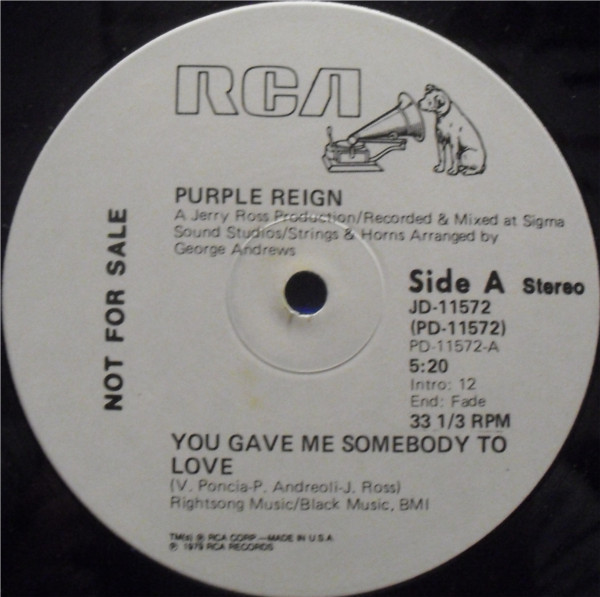 RCA
PURPLE REIGN
A Jerry Ross Production/Recorded & Mixed at Sigma
Sound Studios/Strings & Horns Arranged by
George Andrews
NOT FOR SALE
Side A Stereo
JD-11572
(PD-11572)
PD-11572-A
5:20
Intro: 12
End: Fade
33 1/3 RPM
YOU GAVE ME SOMEBODY TO
LOVE
(V. Poncia-P. Andreoli-J. Ross)
Rightsong Music/Black Music, BMI
TM(s) ® RCA CORP.—MADE IN U.S.A.
℗ 1979 RCA RECORDS